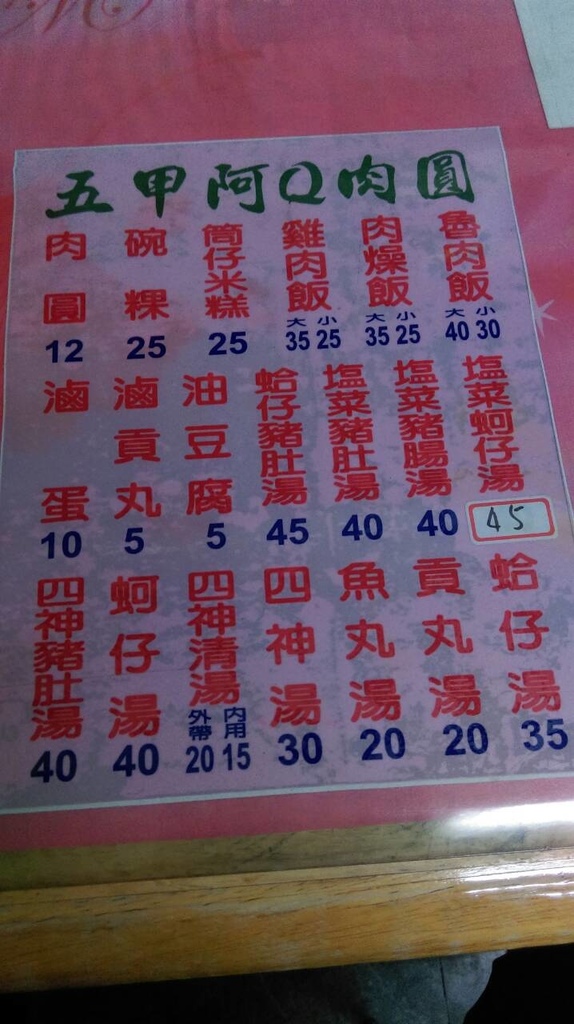 五甲阿Q肉圓
魯肉飯 大40 小30
肉燥飯 大35 小25
雞肉飯 大35 小25
筒仔米糕 25
碗粿 25
肉圓 12
塩菜蚵仔湯 45
塩菜豬腸湯 40
塩菜豬肚湯 40
蛤仔豬肚湯 45
油豆腐 5
滷貢丸 5
滷蛋 10
蛤仔湯 35
貢丸湯 20
魚丸湯 20
四神湯 30
四神清湯 外帶20 內用15
蚵仔湯 40
四神豬肚湯 40